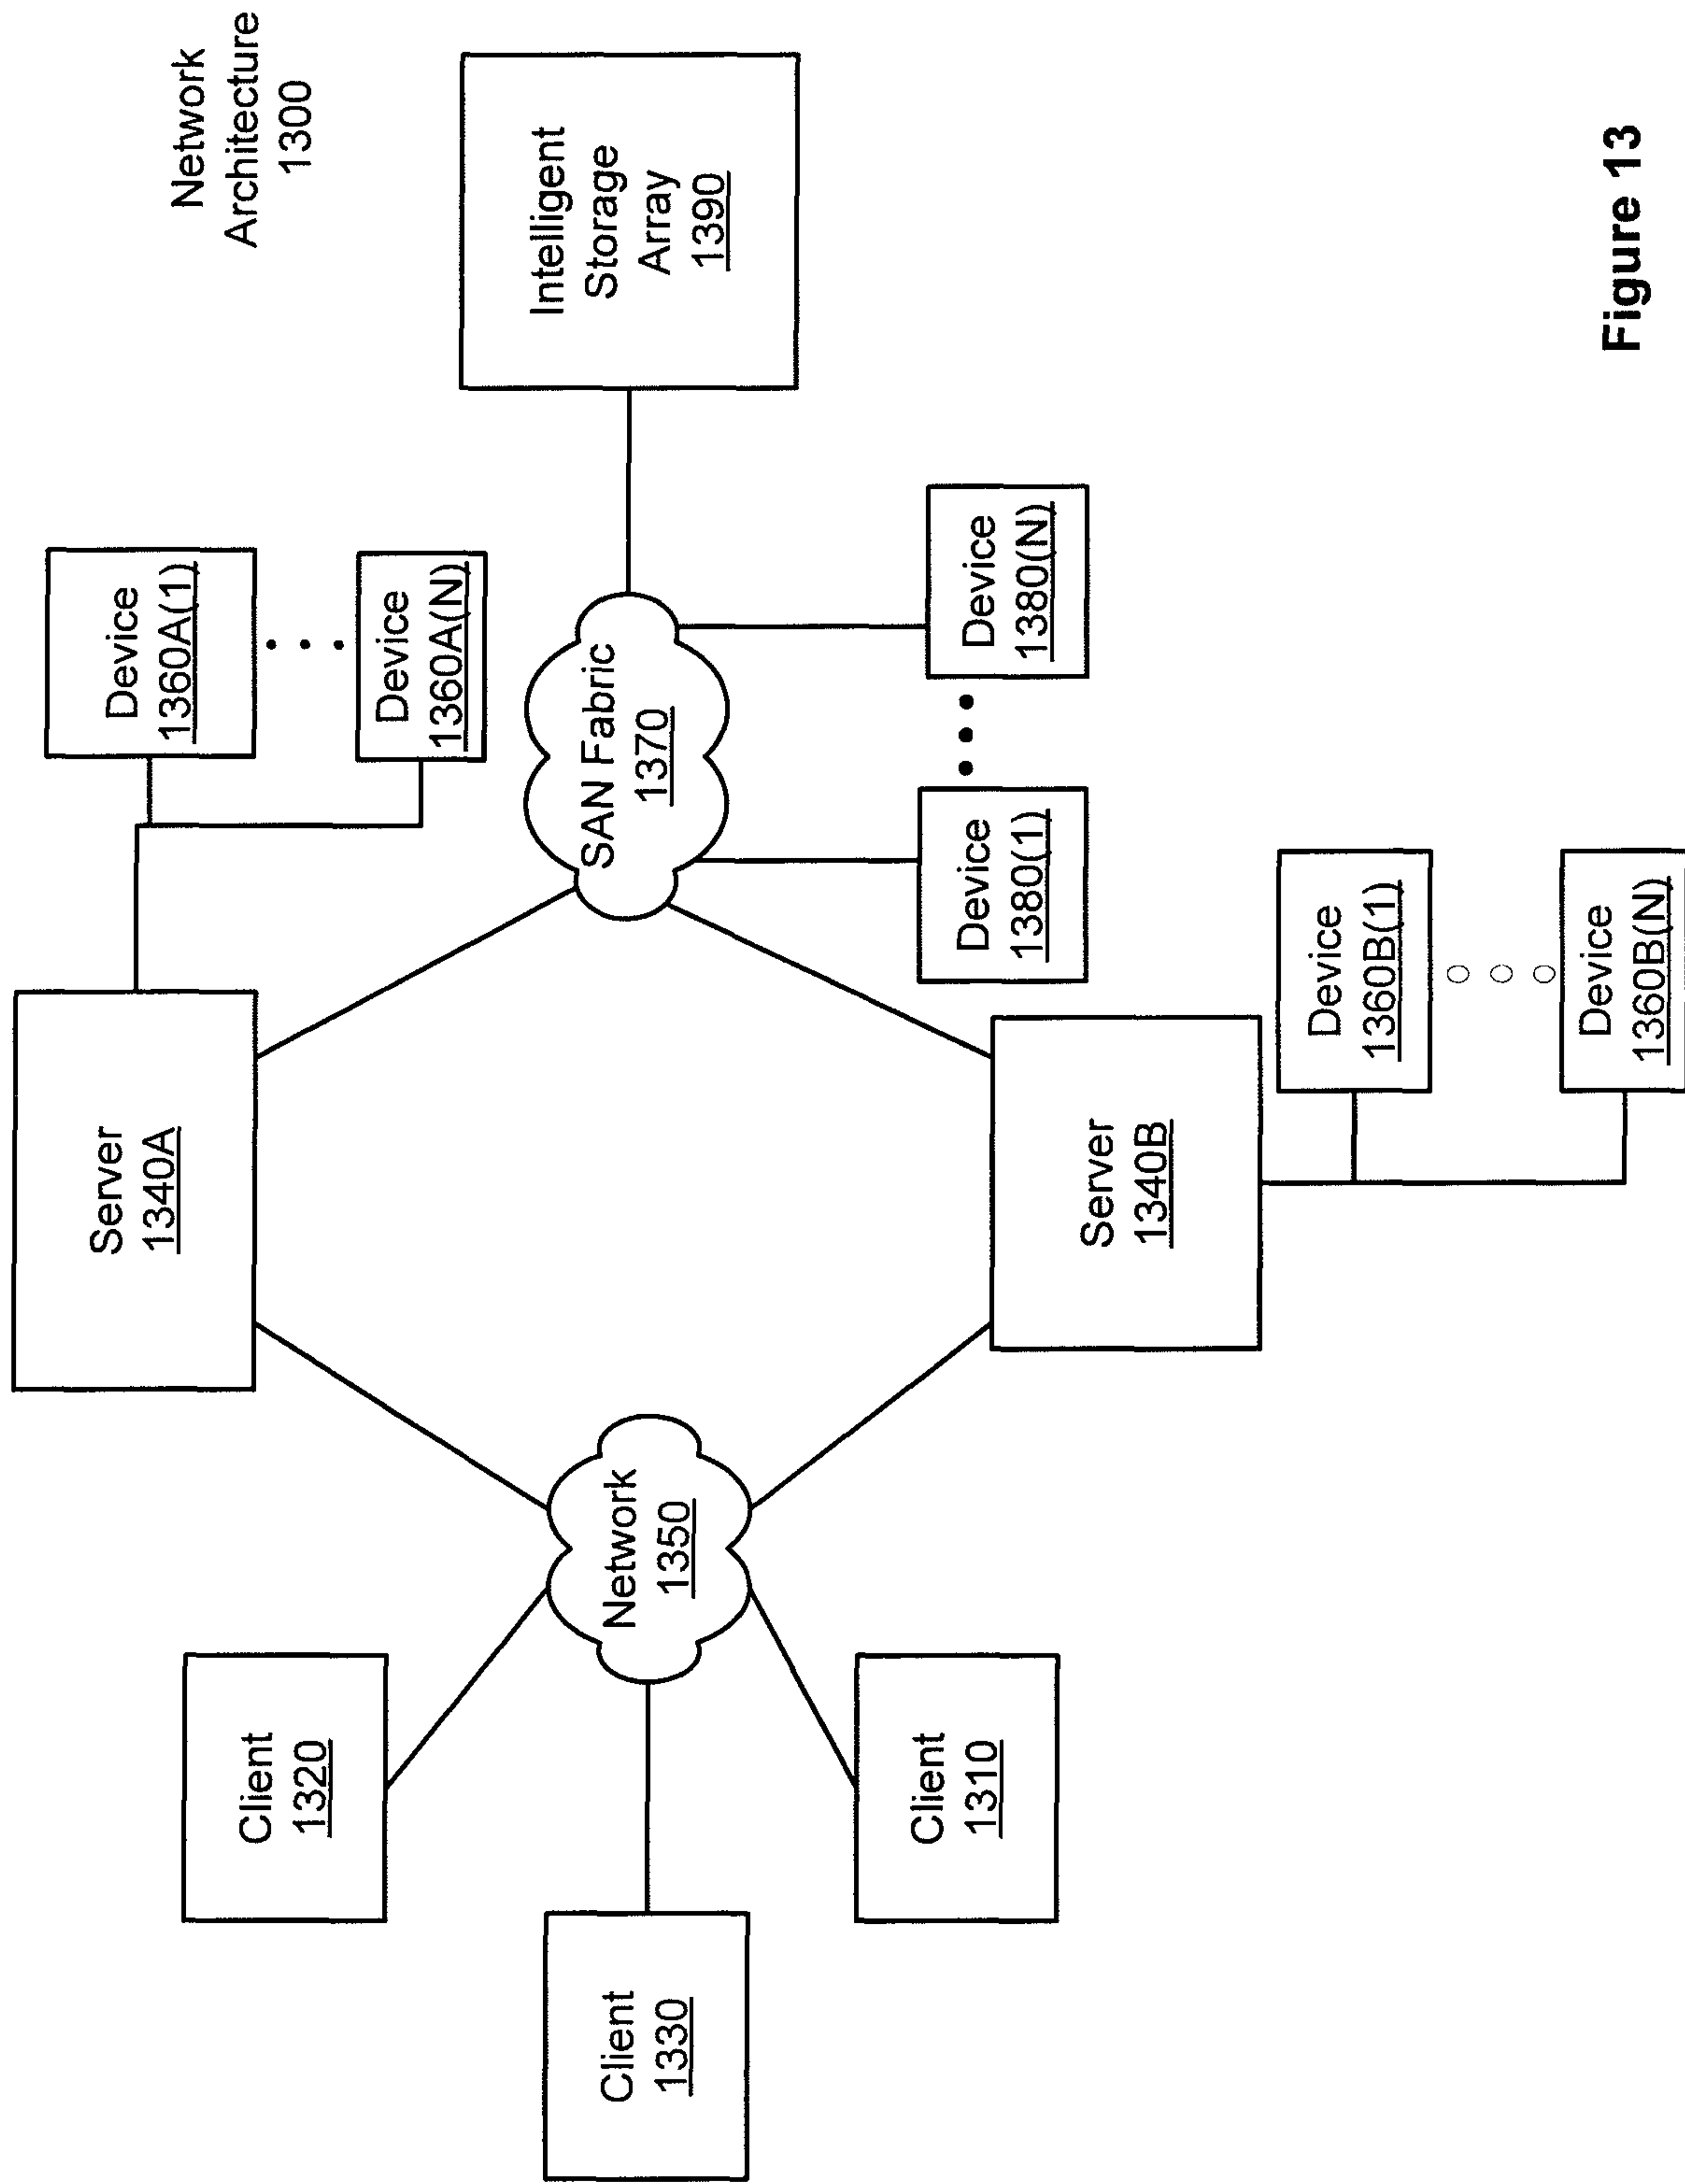 Network
Architecture
1300
Server
1340A
Device
1360A(1)
Device
1360A(N)
Client
1320
Intelligent
Storage
Array
1390
SAN Fabric
1370
Network
1350
Client
1330
Device
1380(1)
Device
1380(N)
Client
1310
Server
1340B
Device
1360B(1)
Device
1360B(N)
Figure 13